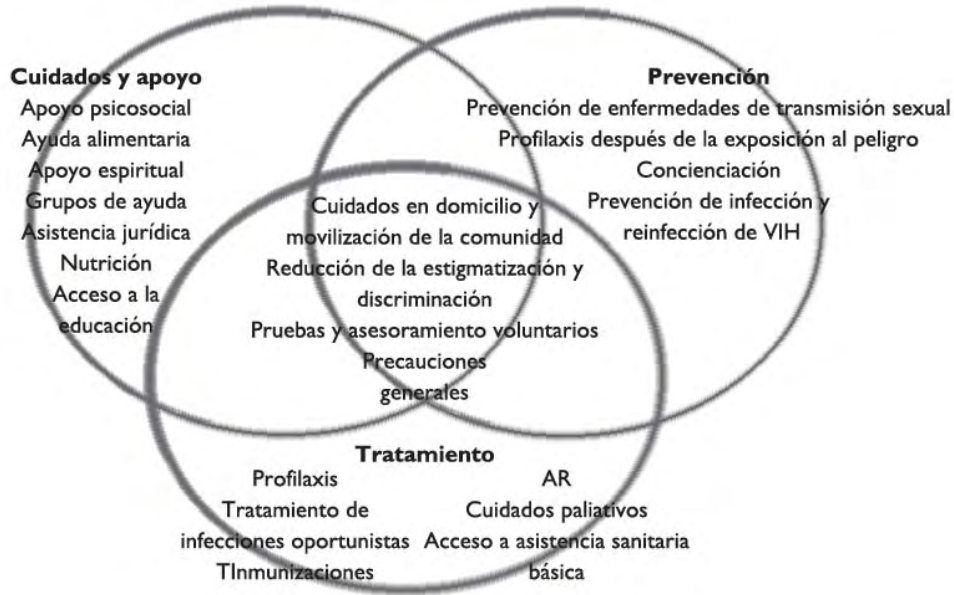 Cuidados y apoyo
Apoyo psicosocial
Ayuda alimentaria
Apoyo espiritual
Grupos de ayuda
Asistencia jurídica
Nutrición
Acceso a la
educación
Prevención
Prevención de enfermedades de transmisión sexual
Profilaxis después de la exposición al peligro
Concienciación
Prevención de infección y
reinfección de VIH
Cuidados en domicilio y
movilización de la comunidad
Reducción de la estigmatización y
discriminación
Pruebas y asesoramiento voluntarios
Precauciones
generales
Tratamiento
Profilaxis
Tratamiento de
infecciones oportunistas
TInmunizaciones
AR
Cuidados paliativos
Acceso a asistencia sanitaria
básica